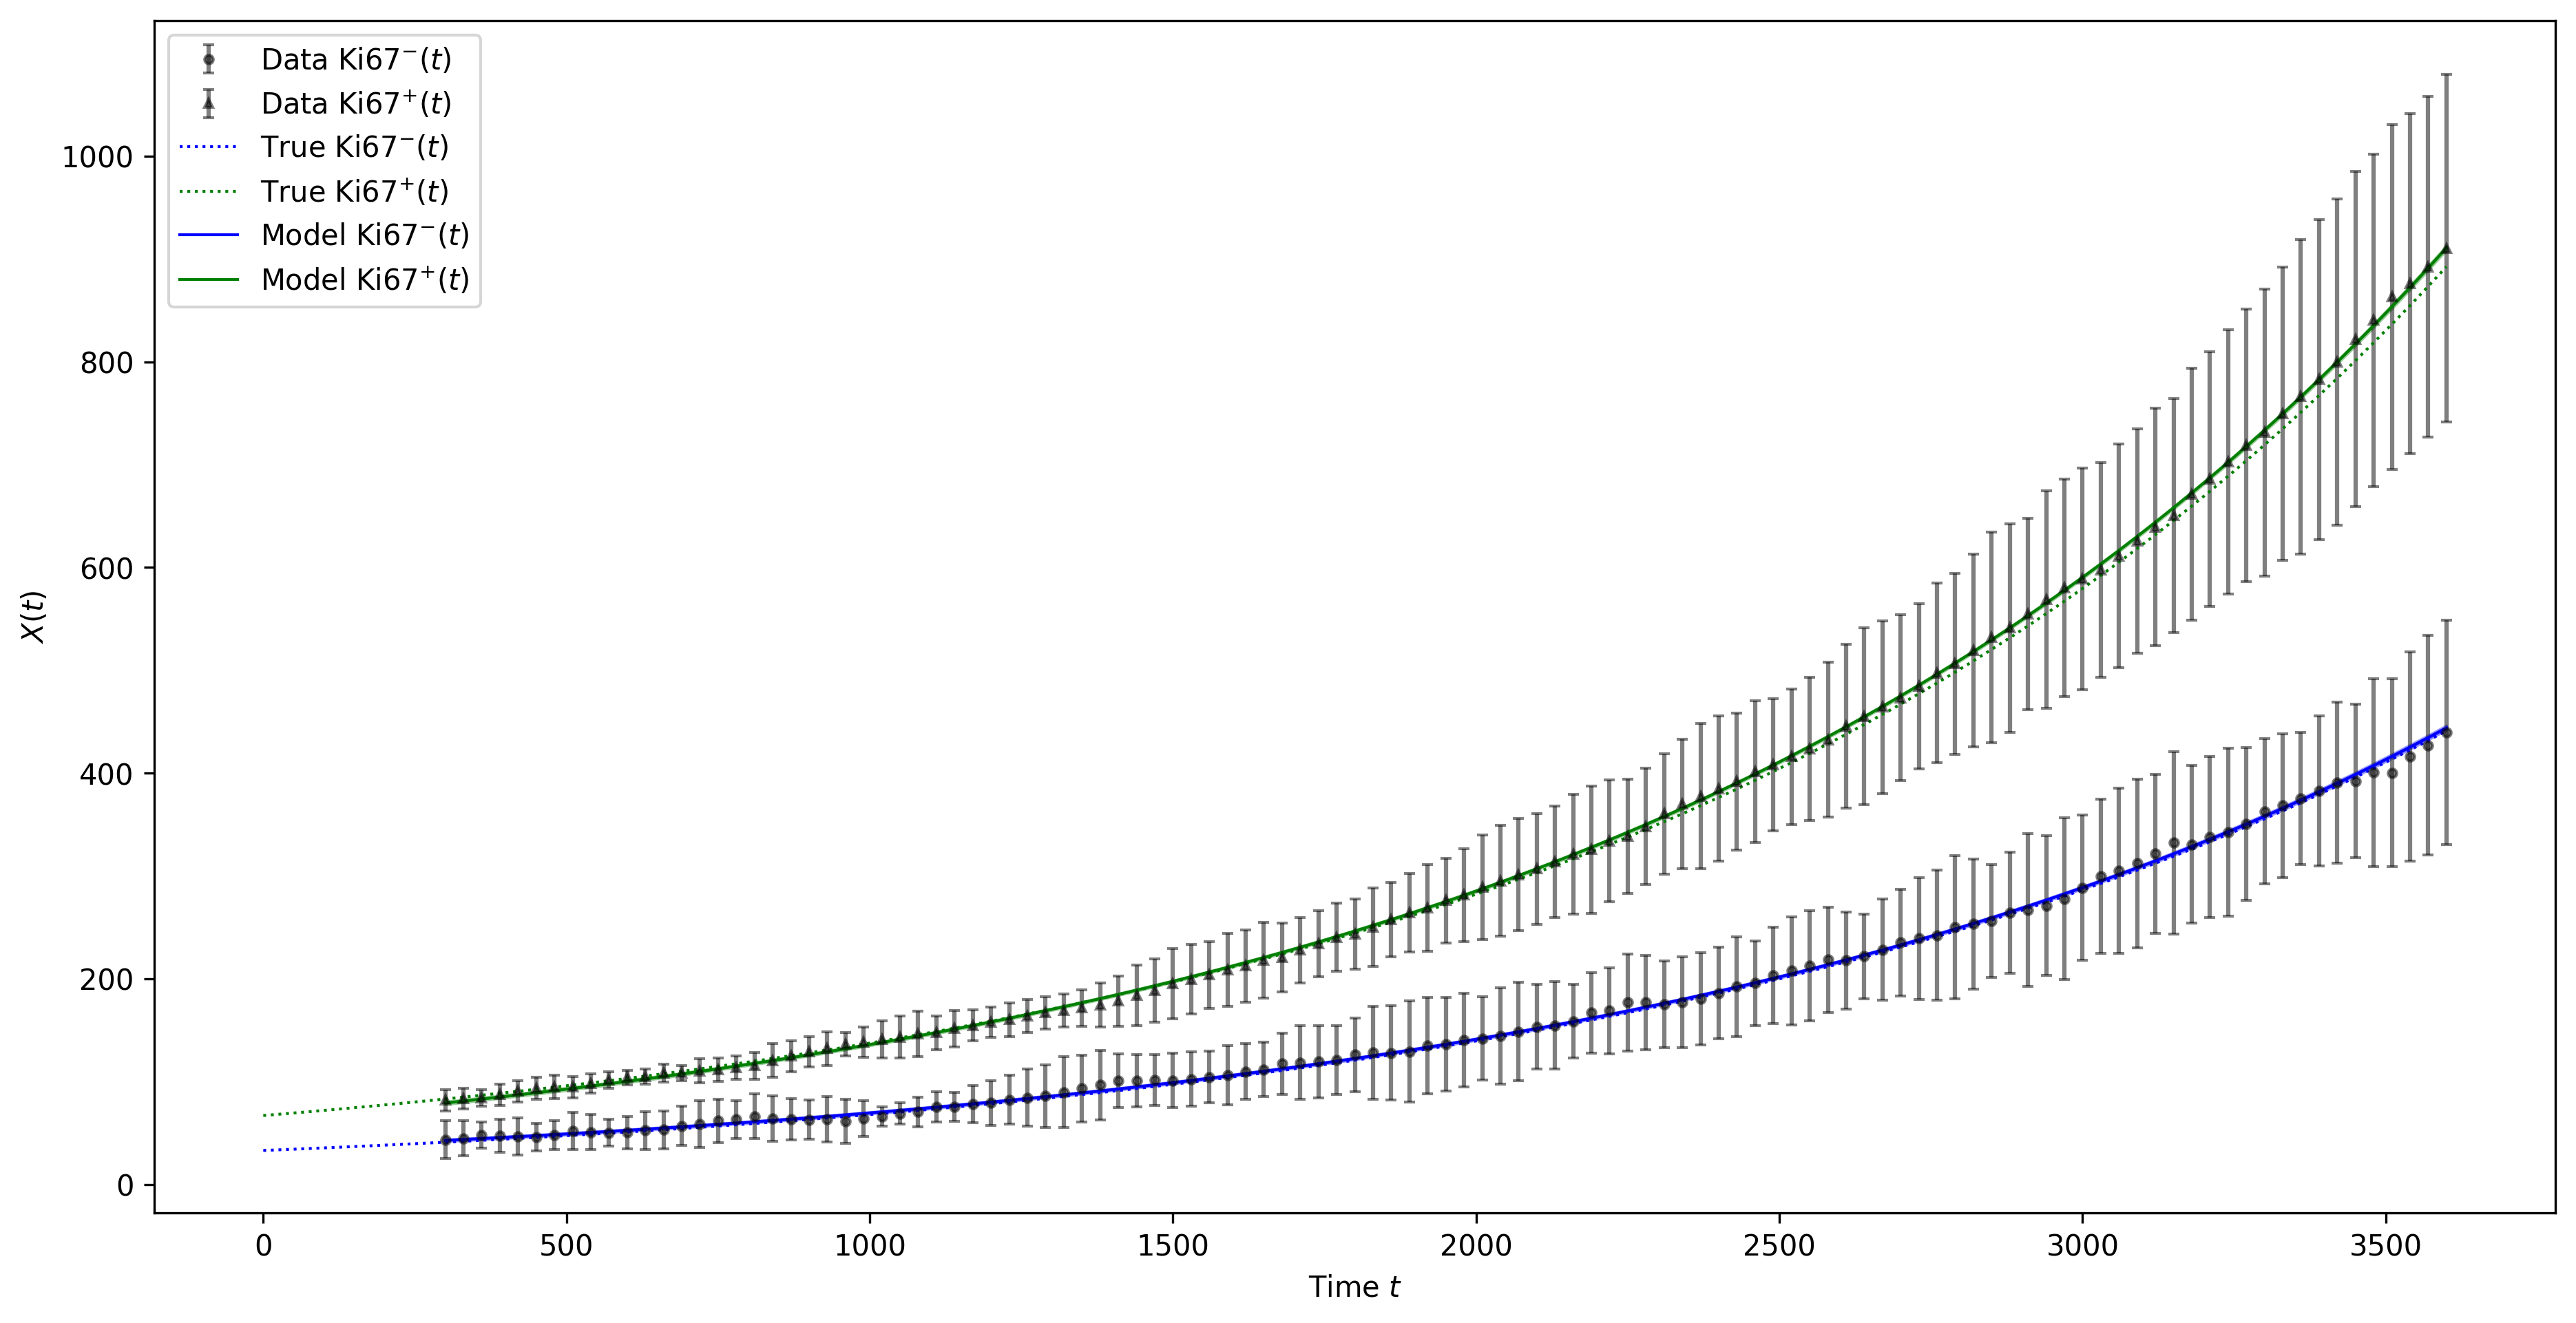 Data Ki67⁻(t)
Data Ki67⁺(t)
True Ki67⁻(t)
True Ki67⁺(t)
Model Ki67⁻(t)
Model Ki67⁺(t)
1000
800
600
400
200
0
X(t)
0 500 1000 1500 2000 2500 3000 3500
Time t